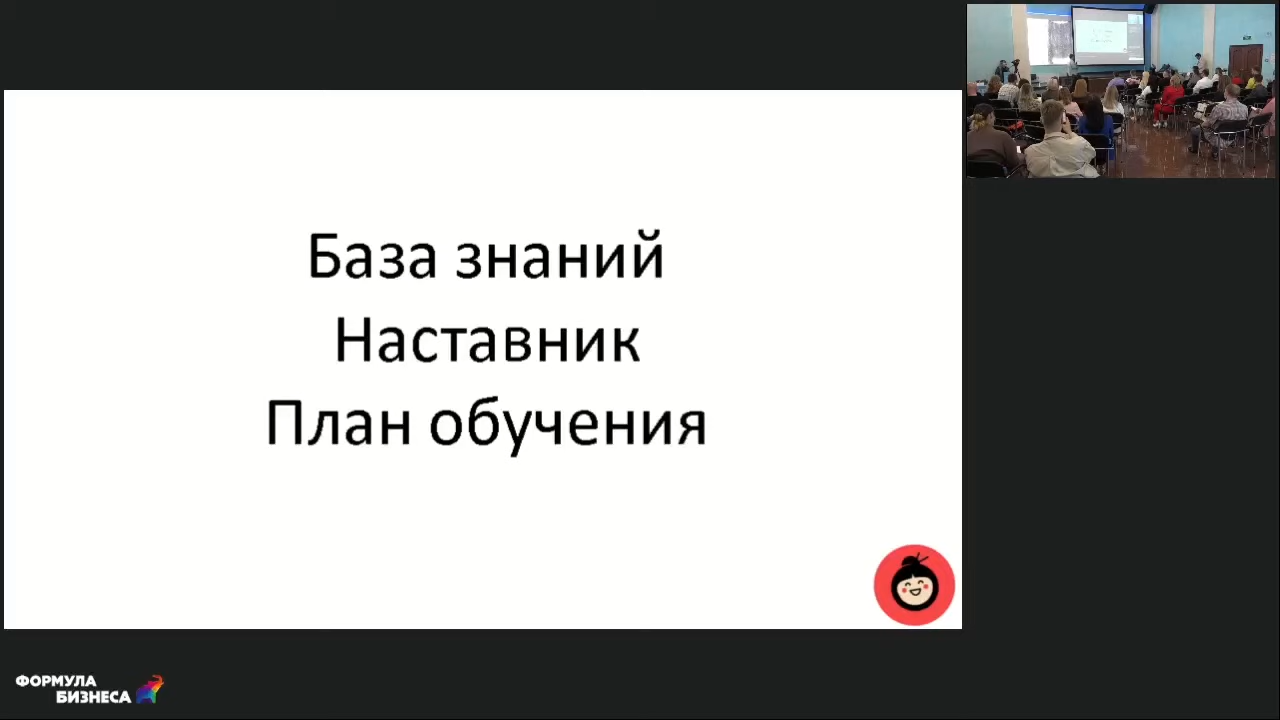 База знаний
Наставник
План обучения
ФОРМУЛА
БИЗНЕСА